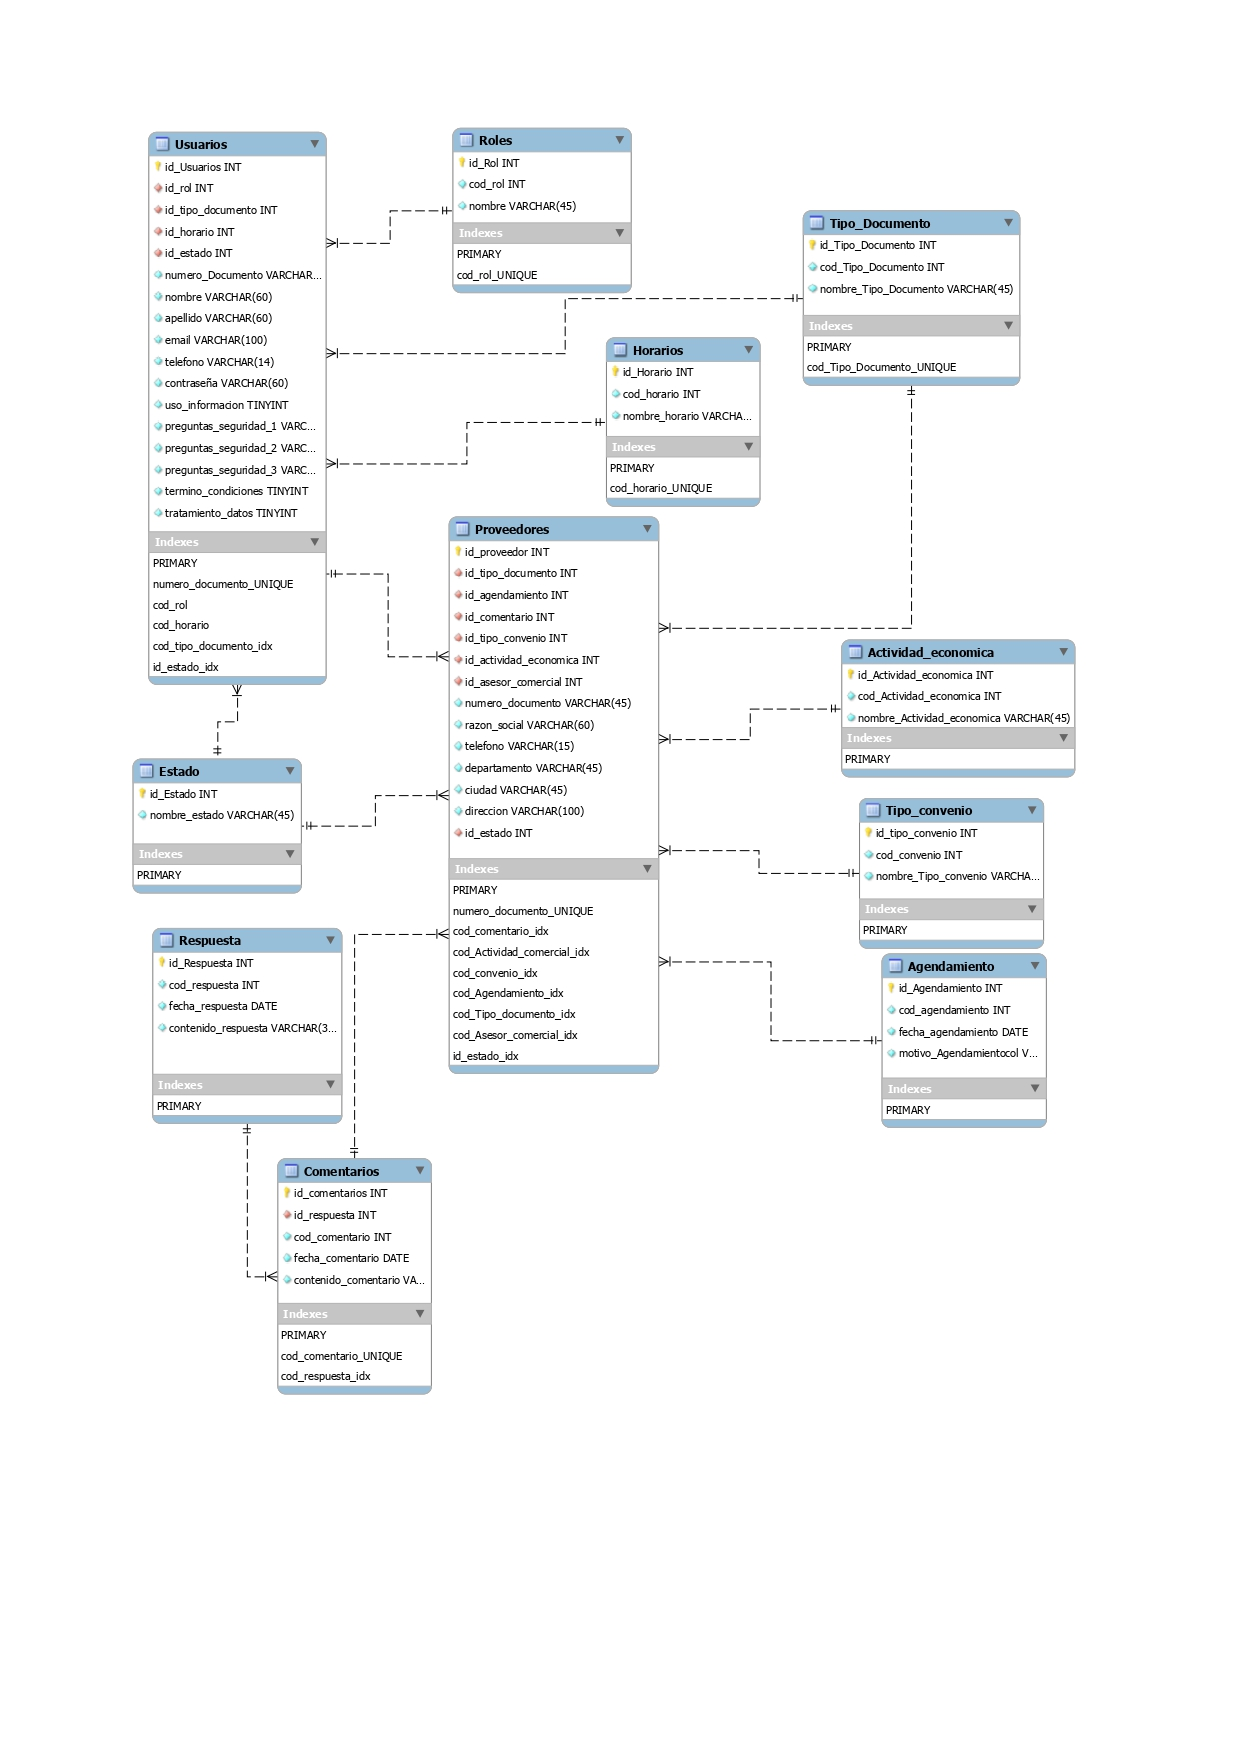 Usuarios
id_Usuarios INT
id_rol INT
id_tipo_documento INT
id_horario INT
id_estado INT
numero_Documento VARCHAR...
nombre VARCHAR(60)
apellido VARCHAR(60)
email VARCHAR(100)
telefono VARCHAR(14)
contraseña VARCHAR(60)
uso_informacion TINYINT
preguntas_seguridad_1 VARC...
preguntas_seguridad_2 VARC...
preguntas_seguridad_3 VARC...
termino_condiciones TINYINT
tratamiento_datos TINYINT
Indexes
PRIMARY
numero_documento_UNIQUE
cod_rol
cod_horario
cod_tipo_documento_idx
id_estado_idx
Roles
id_Rol INT
cod_rol INT
nombre VARCHAR(45)
Indexes
PRIMARY
cod_rol_UNIQUE
Tipo_Documento
id_Tipo_Documento INT
cod_Tipo_Documento INT
nombre_Tipo_Documento VARCHAR(45)
Indexes
PRIMARY
cod_Tipo_Documento_UNIQUE
Horarios
id_Horario INT
cod_horario INT
nombre_horario VARCHA...
Indexes
PRIMARY
cod_horario_UNIQUE
Proveedores
id_proveedor INT
id_tipo_documento INT
id_agendamiento INT
id_comentario INT
id_tipo_convenio INT
id_actividad_economica INT
id_asesor_comercial INT
numero_documento VARCHAR(45)
razon_social VARCHAR(60)
telefono VARCHAR(15)
departamento VARCHAR(45)
ciudad VARCHAR(45)
direccion VARCHAR(100)
id_estado INT
Indexes
PRIMARY
numero_documento_UNIQUE
cod_comentario_idx
cod_Actividad_comercial_idx
cod_convenio_idx
cod_Agendamiento_idx
cod_Tipo_documento_idx
cod_Asesor_comercial_idx
id_estado_idx
Actividad_economica
id_Actividad_economica INT
cod_Actividad_economica INT
nombre_Actividad_economica VARCHAR(45)
Indexes
PRIMARY
Estado
id_Estado INT
nombre_estado VARCHAR(45)
Indexes
PRIMARY
Tipo_convenio
id_tipo_convenio INT
cod_convenio INT
nombre_Tipo_convenio VARCHA...
Indexes
PRIMARY
Respuesta
id_Respuesta INT
cod_respuesta INT
fecha_respuesta DATE
contenido_respuesta VARCHAR(3...
Indexes
PRIMARY
Agendamiento
id_Agendamiento INT
cod_agendamiento INT
fecha_agendamiento DATE
motivo_Agendamientocol V...
Indexes
PRIMARY
Comentarios
id_comentarios INT
id_respuesta INT
cod_comentario INT
fecha_comentario DATE
contenido_comentario VA...
Indexes
PRIMARY
cod_comentario_UNIQUE
cod_respuesta_idx